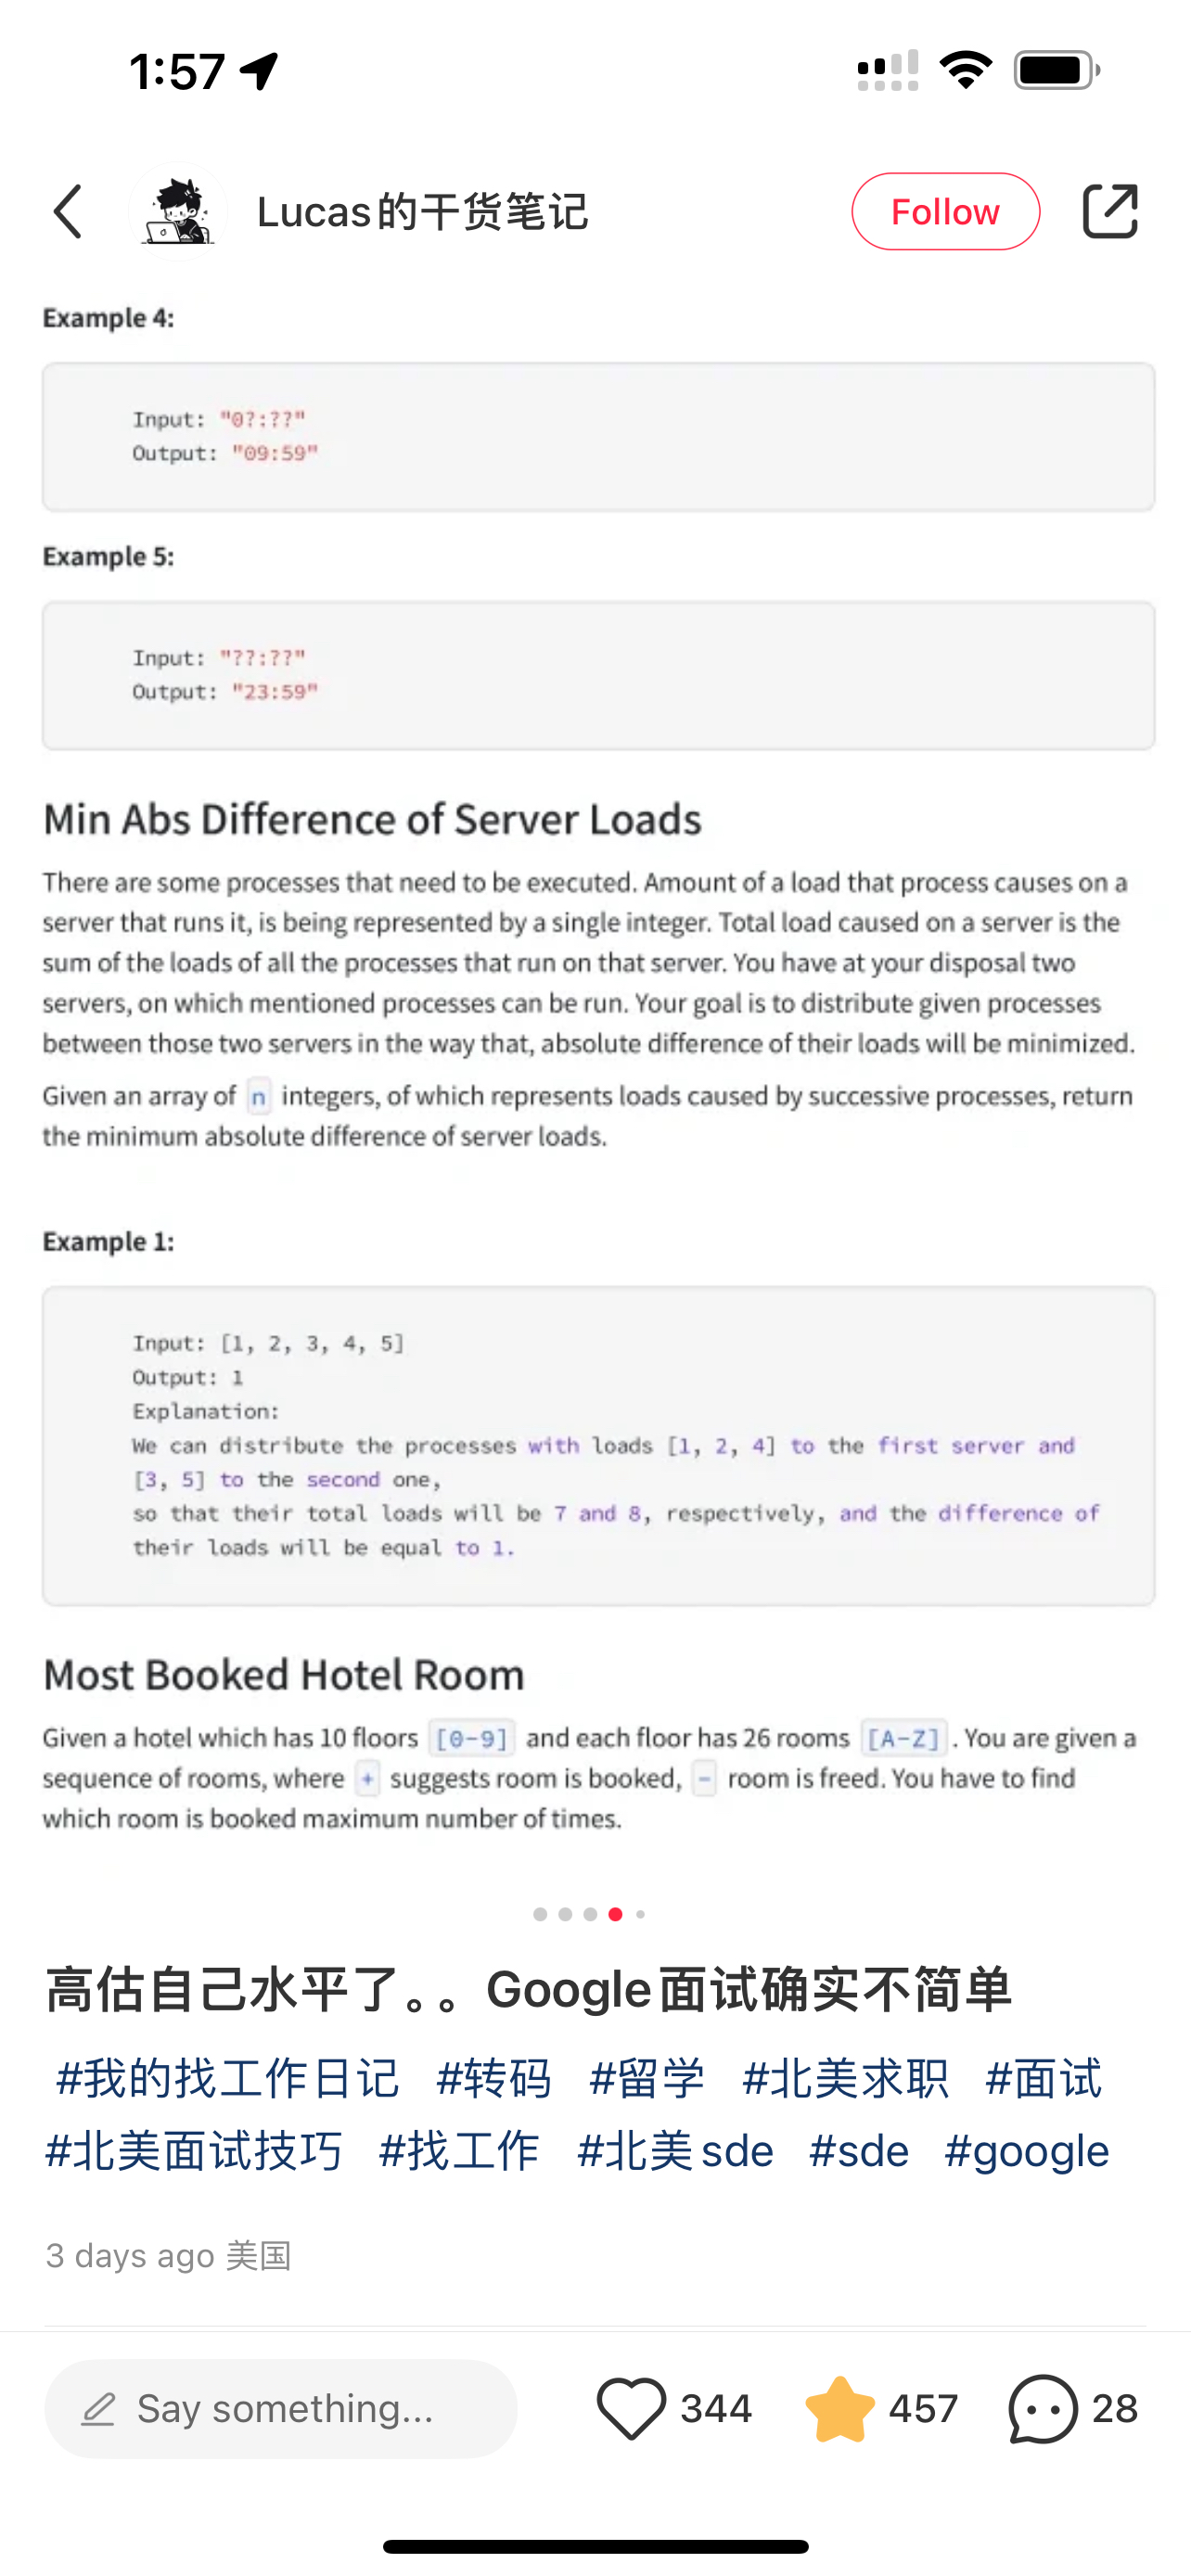 1:57
Lucas的干货笔记
Follow
Example 4:
Input: "0?:??"
Output: "09:59"
Example 5:
Input: "??:??"
Output: "23:59"
Min Abs Difference of Server Loads
There are some processes that need to be executed. Amount of a load that process causes on a
server that runs it, is being represented by a single integer. Total load caused on a server is the
sum of the loads of all the processes that run on that server. You have at your disposal two
servers, on which mentioned processes can be run. Your goal is to distribute given processes
between those two servers in the way that, absolute difference of their loads will be minimized.
Given an array of n integers, of which represents loads caused by successive processes, return
the minimum absolute difference of server loads.
Example 1:
Input: [1, 2, 3, 4, 5]
Output: 1
Explanation:
We can distribute the processes with loads [1, 2, 4] to the first server and
[3, 5] to the second one,
so that their total loads will be 7 and 8, respectively, and the difference of
their loads will be equal to 1.
Most Booked Hotel Room
Given a hotel which has 10 floors [0-9] and each floor has 26 rooms [A-Z] . You are given a
sequence of rooms, where + suggests room is booked, - room is freed. You have to find
which room is booked maximum number of times.
高估自己水平了。。Google面试确实不简单
#我的找工作日记 #转码 #留学 #北美求职 #面试
#北美面试技巧 #找工作 #北美sde #sde #google
3 days ago 美国
Say something...
344
457
28